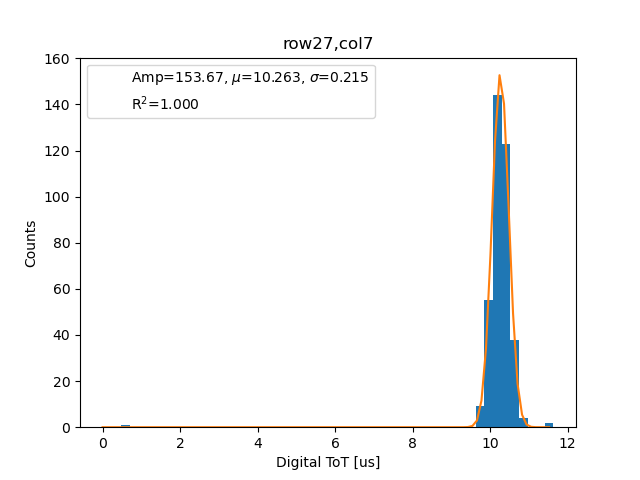 row27,col7
Amp=153.67, μ=10.263, σ=0.215
R²=1.000
160
140
120
100
80
60
40
20
0
Counts
0 2 4 6 8 10 12
Digital ToT [us]